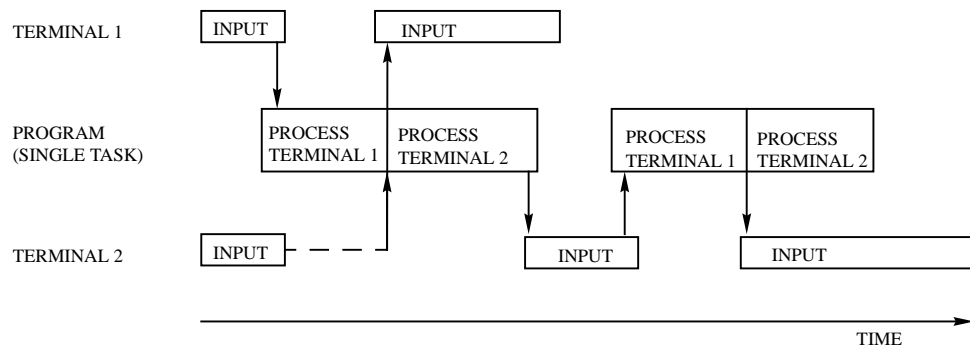 TERMINAL 1
INPUT
INPUT
PROGRAM
(SINGLE TASK)
PROCESS
TERMINAL 1
PROCESS
TERMINAL 2
PROCESS
TERMINAL 1
PROCESS
TERMINAL 2
TERMINAL 2
INPUT
INPUT
INPUT
TIME